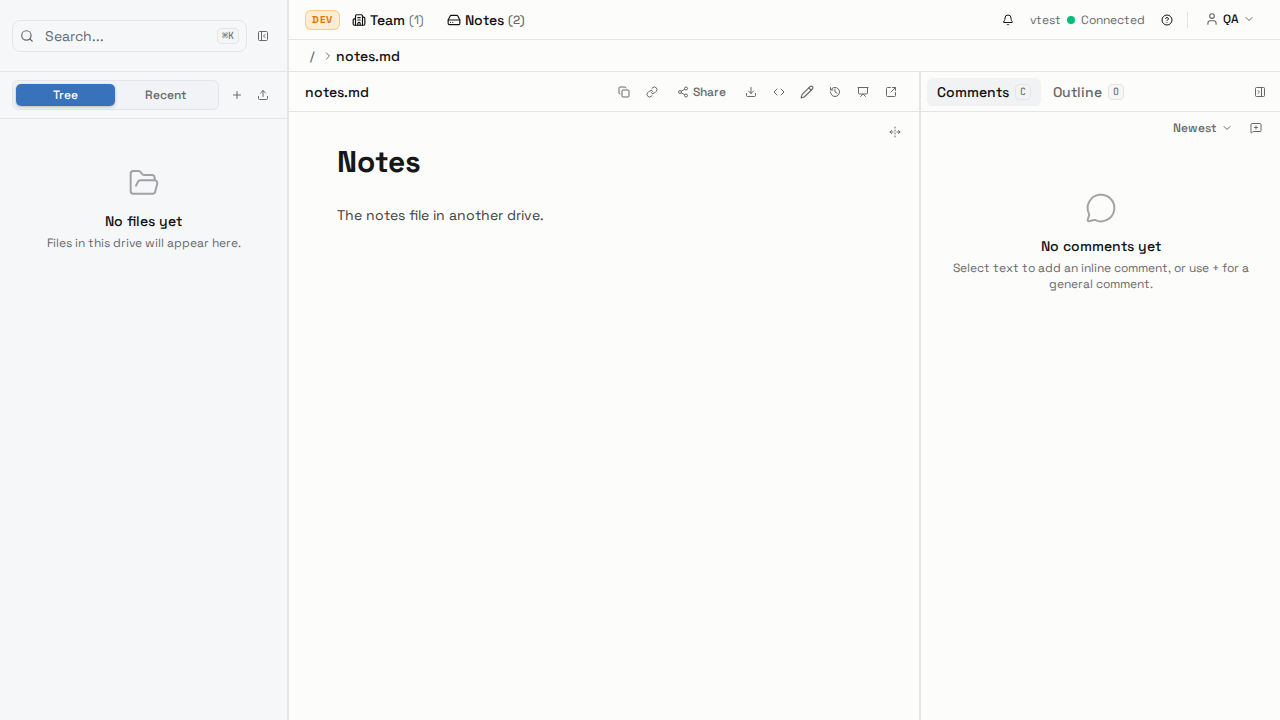 Search...
⌘K
DEV
Team (1)
Notes (2)
vtest
Connected
QA
/ > notes.md
Tree
Recent
notes.md
Share
Comments C
Outline O
Newest
No files yet
Files in this drive will appear here.
Notes
The notes file in another drive.
No comments yet
Select text to add an inline comment, or use + for a
general comment.